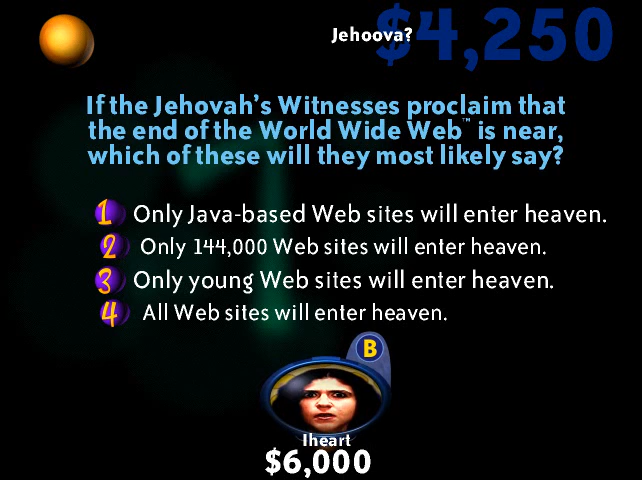 Jehoova?
$4,250
If the Jehovah's Witnesses proclaim that
the end of the World Wide Web™ is near,
which of these will they most likely say?
1 Only Java-based Web sites will enter heaven.
2 Only 144,000 Web sites will enter heaven.
3 Only young Web sites will enter heaven.
4 All Web sites will enter heaven.
B
Iheart
$6,000